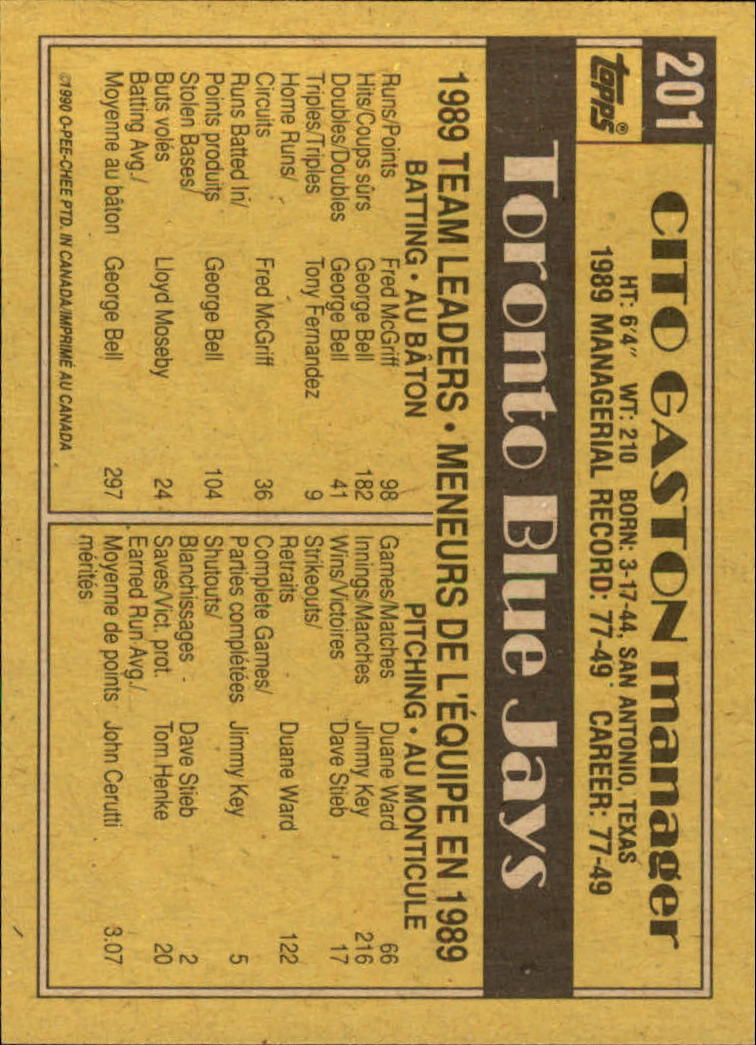 201
topps®
CITO GASTON manager
HT: 6'4" WT: 210 BORN: 3-17-44, SAN ANTONIO, TEXAS
1989 MANAGERIAL RECORD: 77-49 CAREER: 77-49
Toronto Blue Jays
1989 TEAM LEADERS • MENEURS DE L'ÉQUIPE EN 1989
BATTING • AU BÂTON
Runs/Points Fred McGriff 98
Hits/Coups sûrs George Bell 182
Doubles/Doubles George Bell 41
Triples/Triples Tony Fernandez 9
Home Runs/
Circuits Fred McGriff 36
Runs Batted In/
Points produits George Bell 104
Stolen Bases/
Buts volés Lloyd Moseby 24
Batting Avg./
Moyenne au bâton George Bell 297
PITCHING • AU MONTICULE
Games/Matches Duane Ward 66
Innings/Manches Jimmy Key 216
Wins/Victoires Dave Stieb 17
Strikeouts/
Retraits Duane Ward 122
Complete Games/
Parties complétées Jimmy Key 5
Shutouts/
Blanchissages Dave Stieb 2
Saves/Vict. prot. Tom Henke 20
Earned Run Avg./
Moyenne de points John Cerutti 3.07
mérités
©1990 O-PEE-CHEE PTD. IN CANADA/IMPRIMÉ AU CANADA